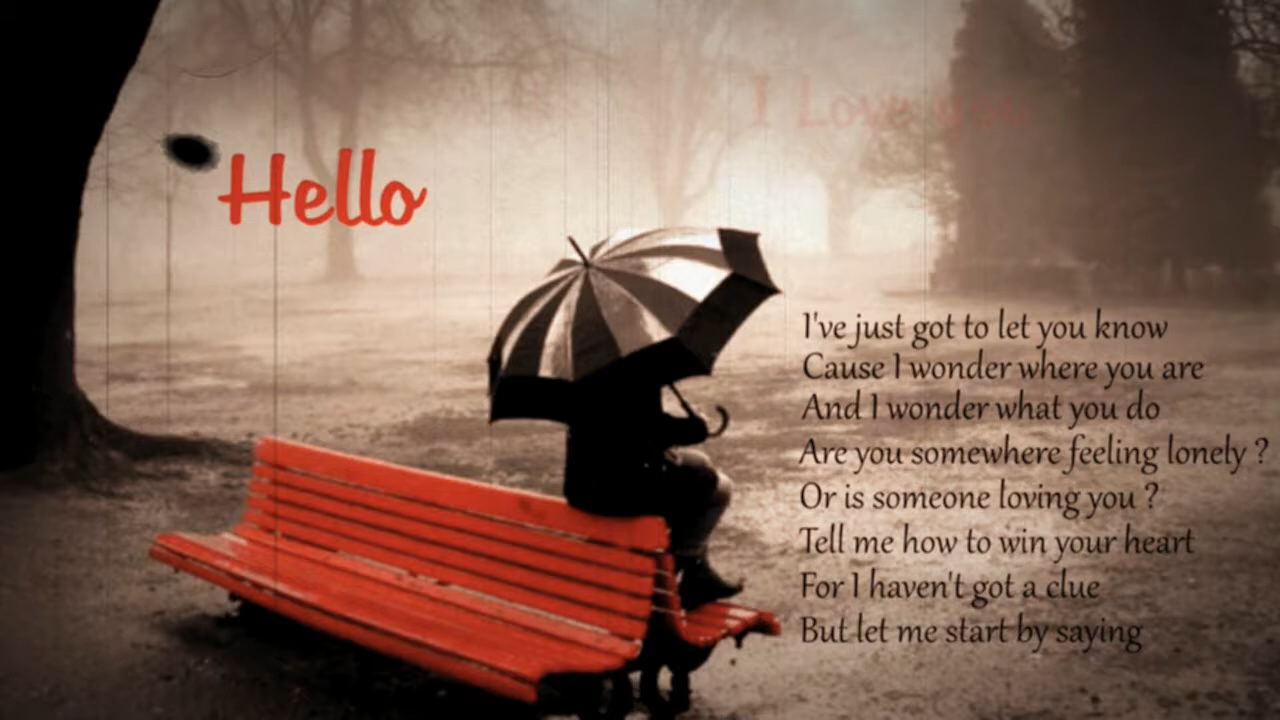 I Love you
Hello
I've just got to let you know
Cause I wonder where you are
And I wonder what you do
Are you somewhere feeling lonely ?
Or is someone loving you ?
Tell me how to win your heart
For I haven't got a clue
But let me start by saying